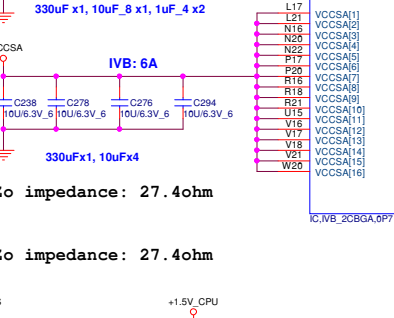 330uF x1, 10uF_8 x1, 1uF_4 x2
CCSA
IVB: 6A
C238
10U/6.3V_6
C278
10U/6.3V_6
C276
10U/6.3V_6
C294
10U/6.3V_6
330uFx1, 10uFx4
L17 VCCSA[1]
L21 VCCSA[2]
N16 VCCSA[3]
N20 VCCSA[4]
N22 VCCSA[5]
P17 VCCSA[6]
P20 VCCSA[7]
R16 VCCSA[8]
R18 VCCSA[9]
R21 VCCSA[10]
U15 VCCSA[11]
V16 VCCSA[12]
V17 VCCSA[13]
V18 VCCSA[14]
V21 VCCSA[15]
W20 VCCSA[16]
IC,IVB_2CBGA,0P7
Zo impedance: 27.4ohm
Zo impedance: 27.4ohm
+1.5V_CPU